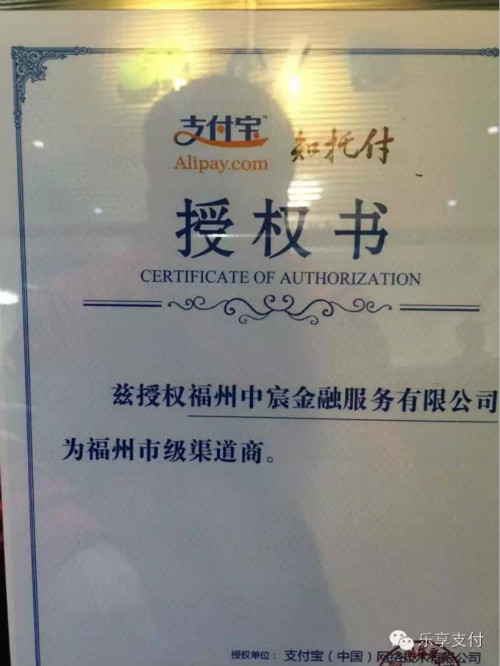 支付宝™ 知托付
Alipay.com
授权书
CERTIFICATE OF AUTHORIZATION
兹授权福州中宸金融服务有限公司
为福州市级渠道商。
授权单位: 支付宝(中国)网络技术有限公司
乐享支付